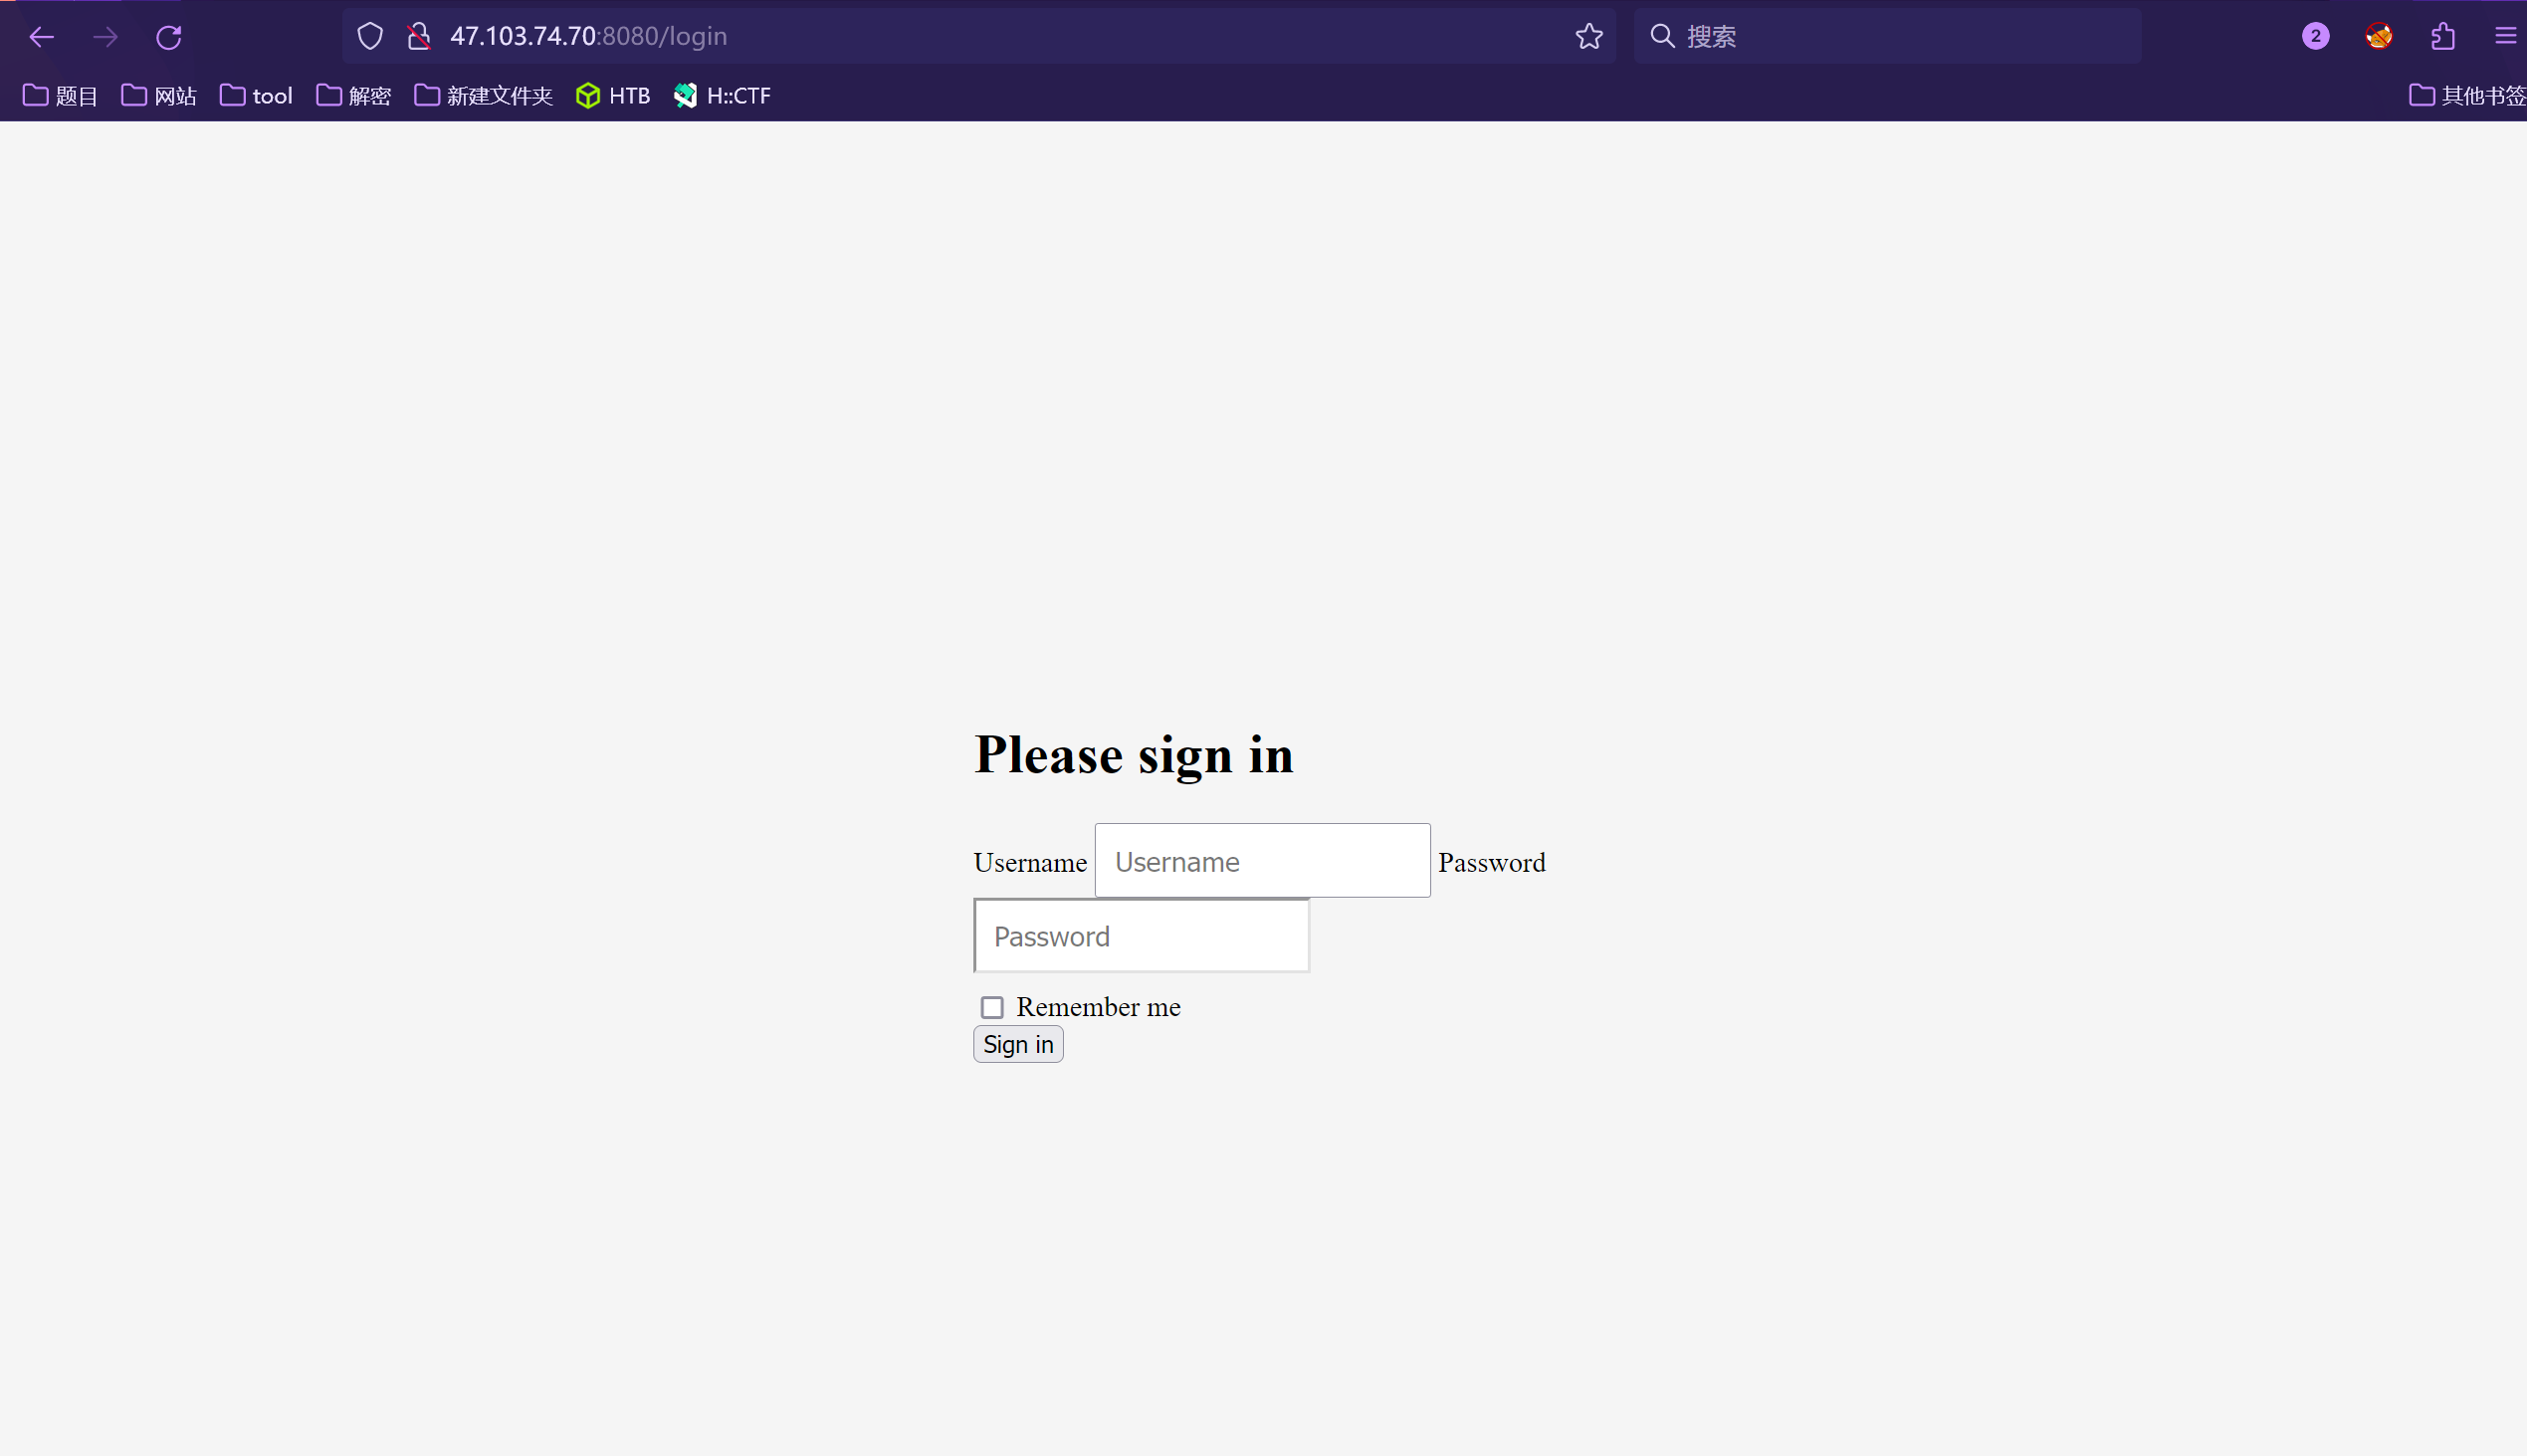 47.103.74.70:8080/login
搜索
2
题目 网站 tool 解密 新建文件夹 HTB H::CTF 其他书签
Please sign in
Username Username Password
Password
Remember me
Sign in